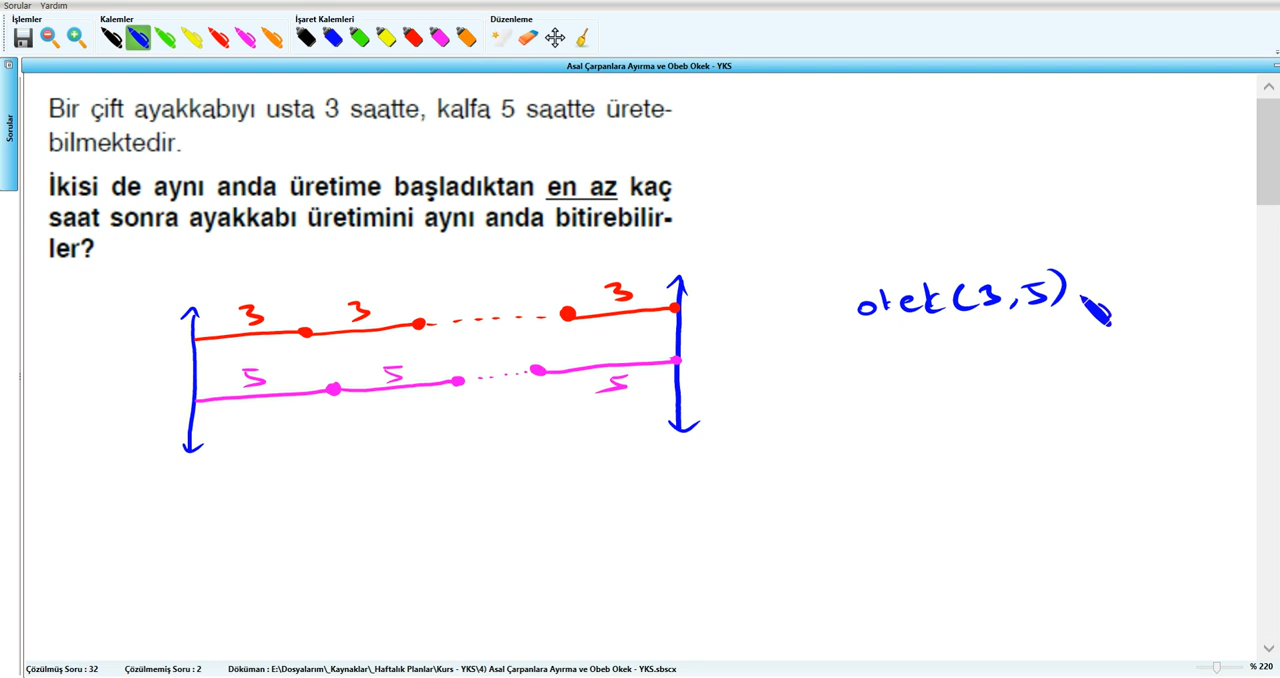 Sorular Yardım
İşlemler Kalemler İşaret Kalemleri Düzenleme
Asal Çarpanlara Ayırma ve Obeb Okek - YKS
Sorular
Bir çift ayakkabıyı usta 3 saatte, kalfa 5 saatte ürete-
bilmektedir.
İkisi de aynı anda üretime başladıktan en az kaç
saat sonra ayakkabı üretimini aynı anda bitirebilir-
ler?
3 3 3
5 5 5
okek(3,5)
Çözülmüş Soru : 32 Çözülmemiş Soru : 2 Döküman : E:\Dosyalarım\_Kaynaklar\_Haftalık Planlar\Kurs - YKS\4) Asal Çarpanlara Ayırma ve Obeb Okek - YKS.sbscx % 220